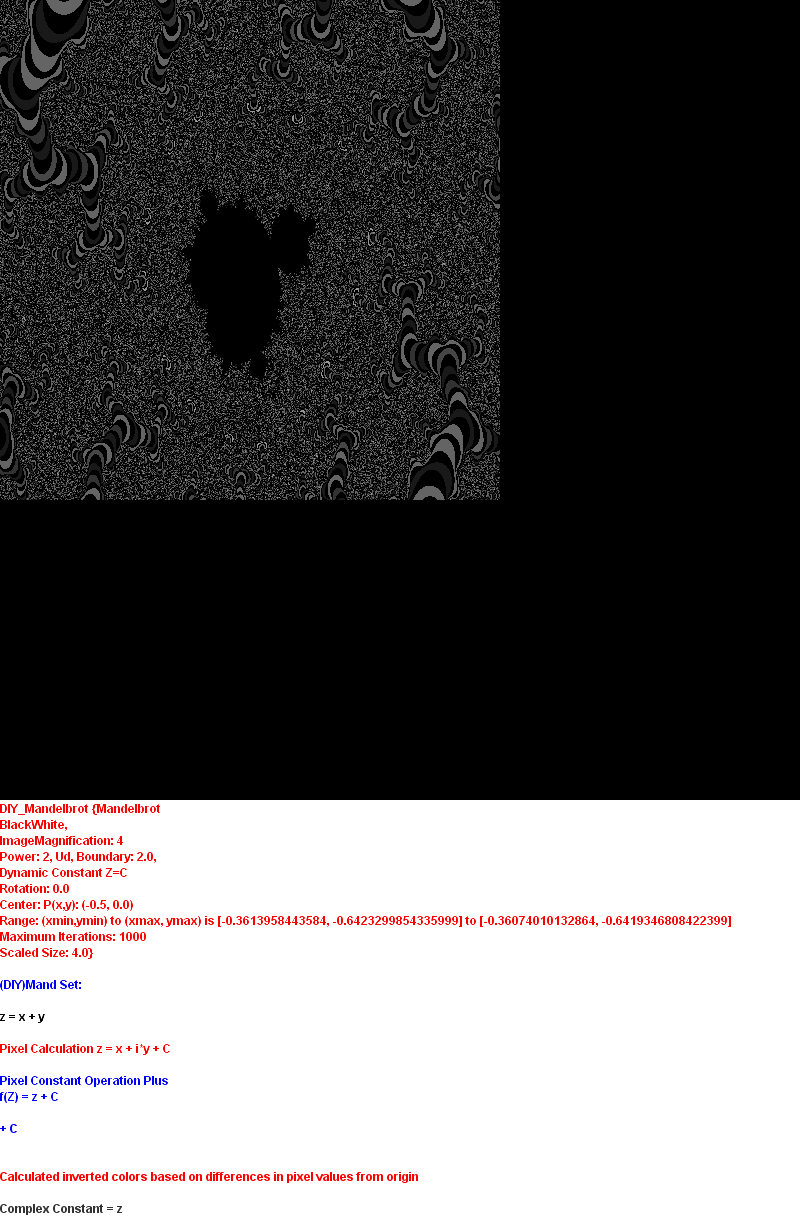 DIY_Mandelbrot {Mandelbrot
BlackWhite,
ImageMagnification: 4
Power: 2, Ud, Boundary: 2.0,
Dynamic Constant Z=C
Rotation: 0.0
Center: P(x,y): (-0.5, 0.0)
Range: (xmin,ymin) to (xmax, ymax) is [-0.3613958443584, -0.6423299854335999] to [-0.36074010132864, -0.6419346808422399]
Maximum Iterations: 1000
Scaled Size: 4.0}
(DIY)Mand Set:
z = x + y
Pixel Calculation z = x + i*y + C
Pixel Constant Operation Plus
f(Z) = z + C
+ C
Calculated inverted colors based on differences in pixel values from origin
Complex Constant = z